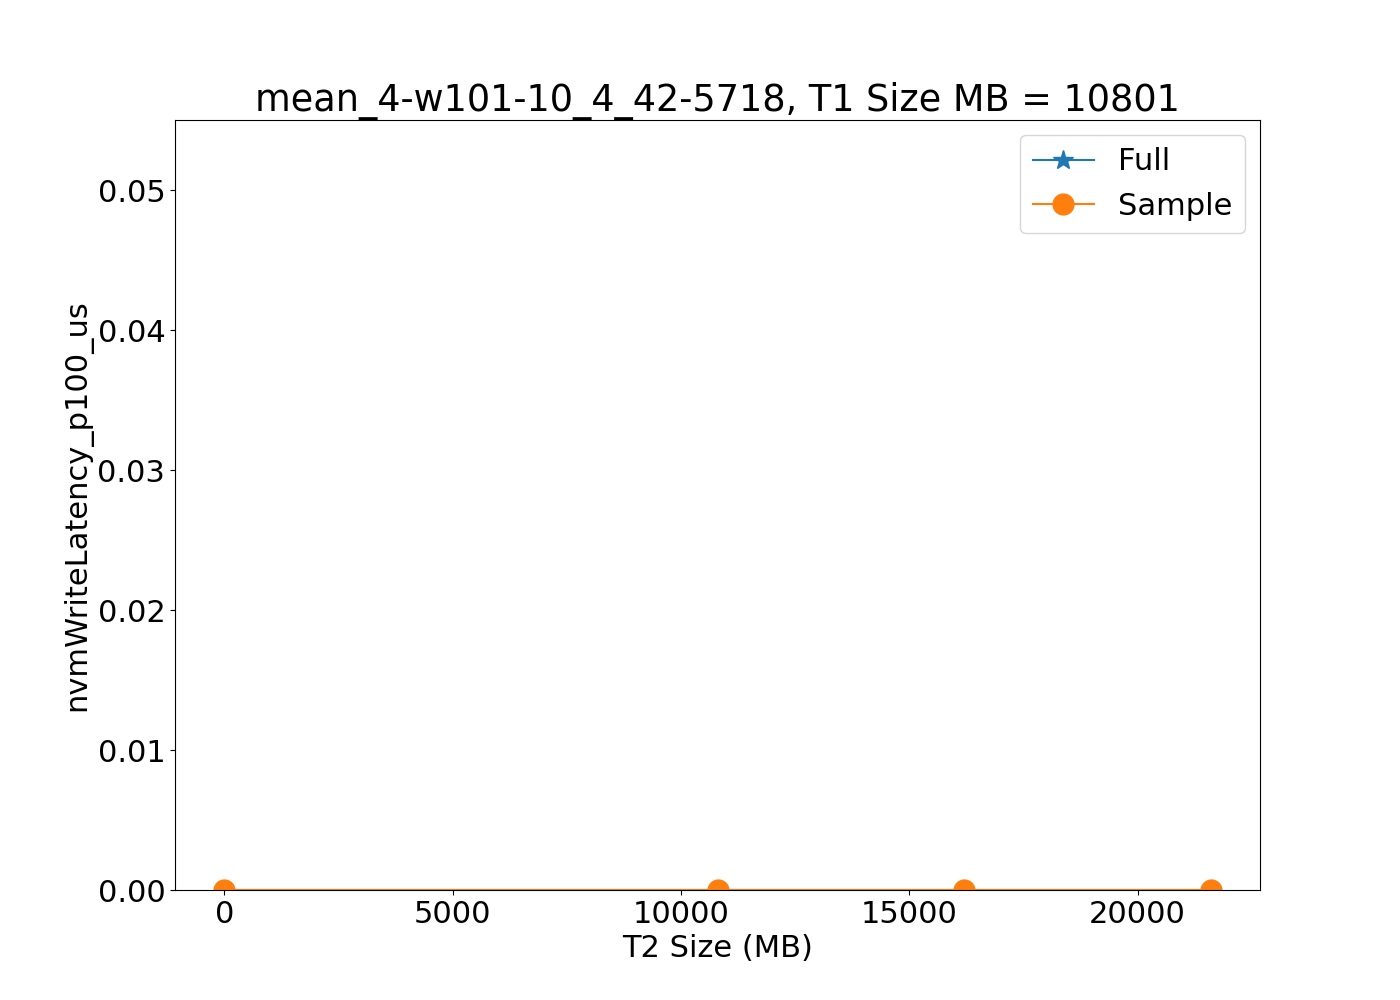 mean_4-w101-10_4_42-5718, T1 Size MB = 10801
Full
Sample
nvmWriteLatency_p100_us
0.05
0.04
0.03
0.02
0.01
0.00
0 5000 10000 15000 20000
T2 Size (MB)